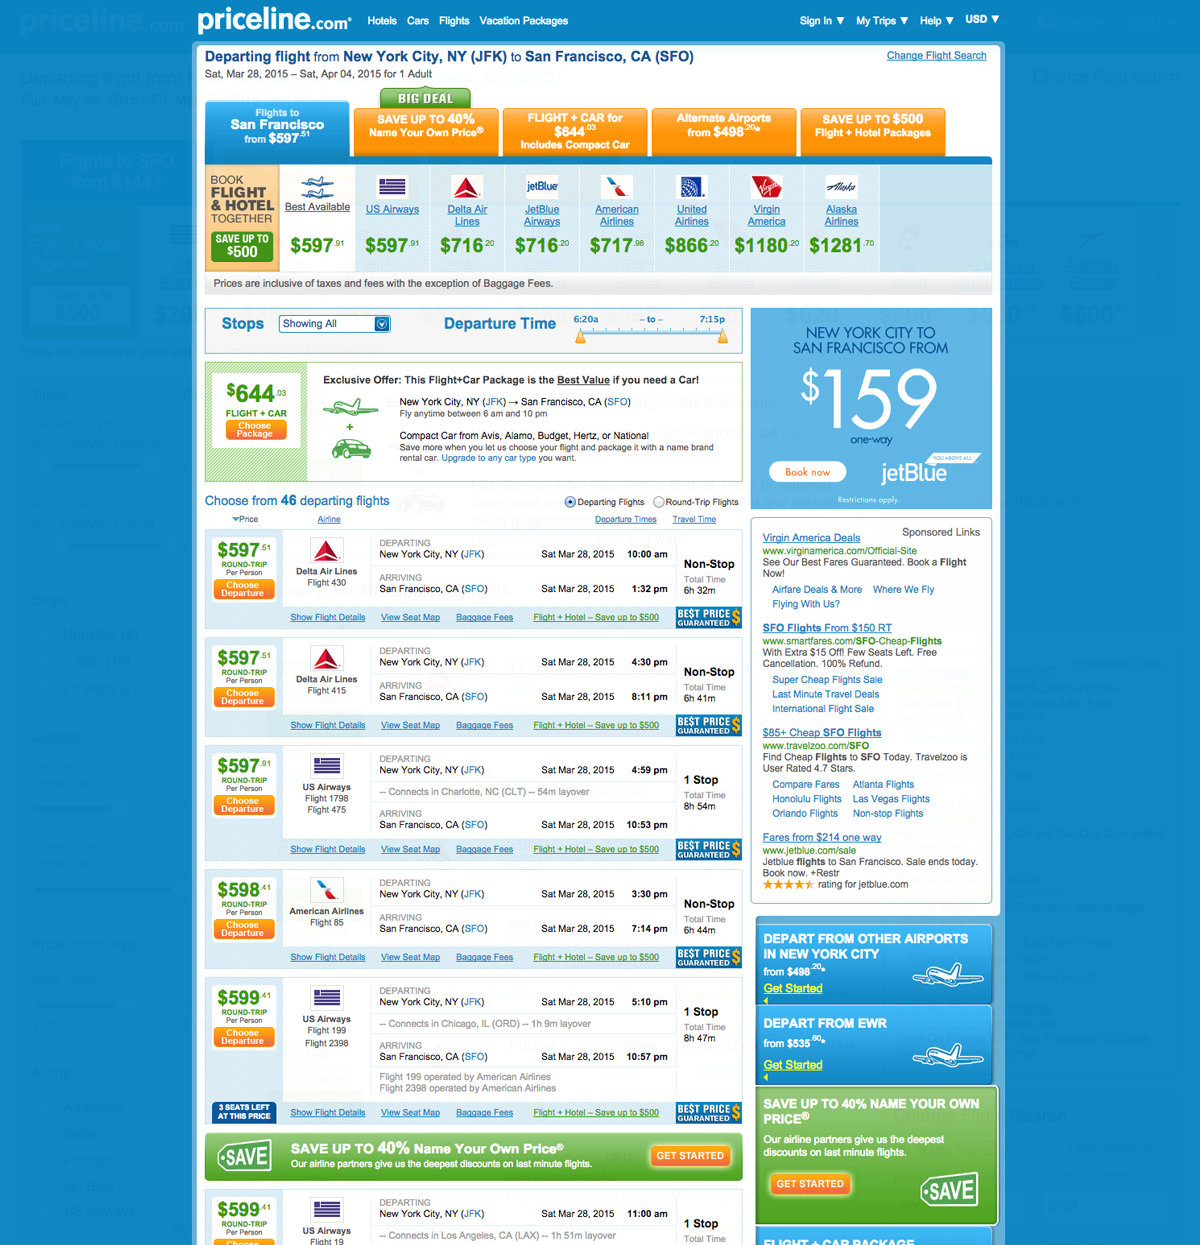 priceline.com®
Hotels Cars Flights Vacation Packages
Sign In ▼ My Trips ▼ Help ▼ USD ▼
Departing flight from New York City, NY (JFK) to San Francisco, CA (SFO)
Change Flight Search
Sat, Mar 28, 2015 – Sat, Apr 04, 2015 for 1 Adult
BIG DEAL
Flights to
San Francisco
from $597.51
SAVE UP TO 40%
Name Your Own Price®
FLIGHT + CAR for
$644.03
Includes Compact Car
Alternate Airports
from $498.20*
SAVE UP TO $500
Flight + Hotel Packages
BOOK
FLIGHT
& HOTEL
TOGETHER
SAVE UP TO
$500
Best Available
$597.91
US Airways
$597.91
Delta Air
Lines
$716.20
jetBlue
JetBlue
Airways
$716.20
American
Airlines
$717.98
United
Airlines
$866.20
Virgin
Virgin
America
$1180.20
Alaska
Alaska
Airlines
$1281.70
Prices are inclusive of taxes and fees with the exception of Baggage Fees.
Stops
Showing All
Departure Time
6:20a – to – 7:15p
$644.03
FLIGHT + CAR
Choose
Package
Exclusive Offer: This Flight+Car Package is the Best Value if you need a Car!
New York City, NY (JFK) → San Francisco, CA (SFO)
Fly anytime between 6 am and 10 pm
+
Compact Car from Avis, Alamo, Budget, Hertz, or National
Save more when you let us choose your flight and package it with a name brand
rental car. Upgrade to any car type you want.
Choose from 46 departing flights
Departing Flights Round-Trip Flights
Price Airline Departure Times Travel Time
$597.51
ROUND-TRIP
Per Person
Choose
Departure
Delta Air Lines
Flight 430
DEPARTING
New York City, NY (JFK) Sat Mar 28, 2015 10:00 am
ARRIVING
San Francisco, CA (SFO) Sat Mar 28, 2015 1:32 pm
Non-Stop
Total Time
6h 32m
Show Flight Details View Seat Map Baggage Fees Flight + Hotel – Save up to $500
BE$T PRICE
GUARANTEED $
$597.51
ROUND-TRIP
Per Person
Choose
Departure
Delta Air Lines
Flight 415
DEPARTING
New York City, NY (JFK) Sat Mar 28, 2015 4:30 pm
ARRIVING
San Francisco, CA (SFO) Sat Mar 28, 2015 8:11 pm
Non-Stop
Total Time
6h 41m
Show Flight Details View Seat Map Baggage Fees Flight + Hotel – Save up to $500
BE$T PRICE
GUARANTEED $
$597.91
ROUND-TRIP
Per Person
Choose
Departure
US Airways
Flight 1798
Flight 475
DEPARTING
New York City, NY (JFK) Sat Mar 28, 2015 4:59 pm
-- Connects in Charlotte, NC (CLT) -- 54m layover
ARRIVING
San Francisco, CA (SFO) Sat Mar 28, 2015 10:53 pm
1 Stop
Total Time
8h 54m
Show Flight Details View Seat Map Baggage Fees Flight + Hotel – Save up to $500
BE$T PRICE
GUARANTEED $
$598.41
ROUND-TRIP
Per Person
Choose
Departure
American Airlines
Flight 85
DEPARTING
New York City, NY (JFK) Sat Mar 28, 2015 3:30 pm
ARRIVING
San Francisco, CA (SFO) Sat Mar 28, 2015 7:14 pm
Non-Stop
Total Time
6h 44m
Show Flight Details View Seat Map Baggage Fees Flight + Hotel – Save up to $500
BE$T PRICE
GUARANTEED $
$599.41
ROUND-TRIP
Per Person
Choose
Departure
US Airways
Flight 199
Flight 2398
DEPARTING
New York City, NY (JFK) Sat Mar 28, 2015 5:10 pm
-- Connects in Chicago, IL (ORD) -- 1h 9m layover
ARRIVING
San Francisco, CA (SFO) Sat Mar 28, 2015 10:57 pm
Flight 199 operated by American Airlines
Flight 2398 operated by American Airlines
1 Stop
Total Time
8h 47m
3 SEATS LEFT
AT THIS PRICE
Show Flight Details View Seat Map Baggage Fees Flight + Hotel – Save up to $500
BE$T PRICE
GUARANTEED $
SAVE
SAVE UP TO 40% Name Your Own Price®
Our airline partners give us the deepest discounts on last minute flights.
GET STARTED
$599.41
ROUND-TRIP
Per Person
Choose
US Airways
Flight 19
DEPARTING
New York City, NY (JFK) Sat Mar 28, 2015 11:00 am
-- Connects in Los Angeles, CA (LAX) -- 1h 51m layover
1 Stop
Total Time
NEW YORK CITY TO
SAN FRANCISCO FROM
$159
one-way
Book now
YOU ABOVE ALL
jetBlue
Restrictions apply.
Sponsored Links
Virgin America Deals
www.virginamerica.com/Official-Site
See Our Best Fares Guaranteed. Book a Flight
Now!
Airfare Deals & More Where We Fly
Flying With Us?
SFO Flights From $150 RT
www.smartfares.com/SFO-Cheap-Flights
With Extra $15 Off! Few Seats Left. Free
Cancellation. 100% Refund.
Super Cheap Flights Sale
Last Minute Travel Deals
International Flight Sale
$85+ Cheap SFO Flights
www.travelzoo.com/SFO
Find Cheap Flights to SFO Today. Travelzoo is
User Rated 4.7 Stars.
Compare Fares Atlanta Flights
Honolulu Flights Las Vegas Flights
Orlando Flights Non-stop Flights
Fares from $214 one way
www.jetblue.com/sale
Jetblue flights to San Francisco. Sale ends today.
Book now. +Restr
rating for jetblue.com
DEPART FROM OTHER AIRPORTS
IN NEW YORK CITY
from $498.20*
Get Started
DEPART FROM EWR
from $535.60*
Get Started
SAVE UP TO 40% NAME YOUR OWN
PRICE®
Our airline partners give us the deepest
discounts on last minute flights.
GET STARTED
SAVE
FLIGHT + CAR PACKAGE